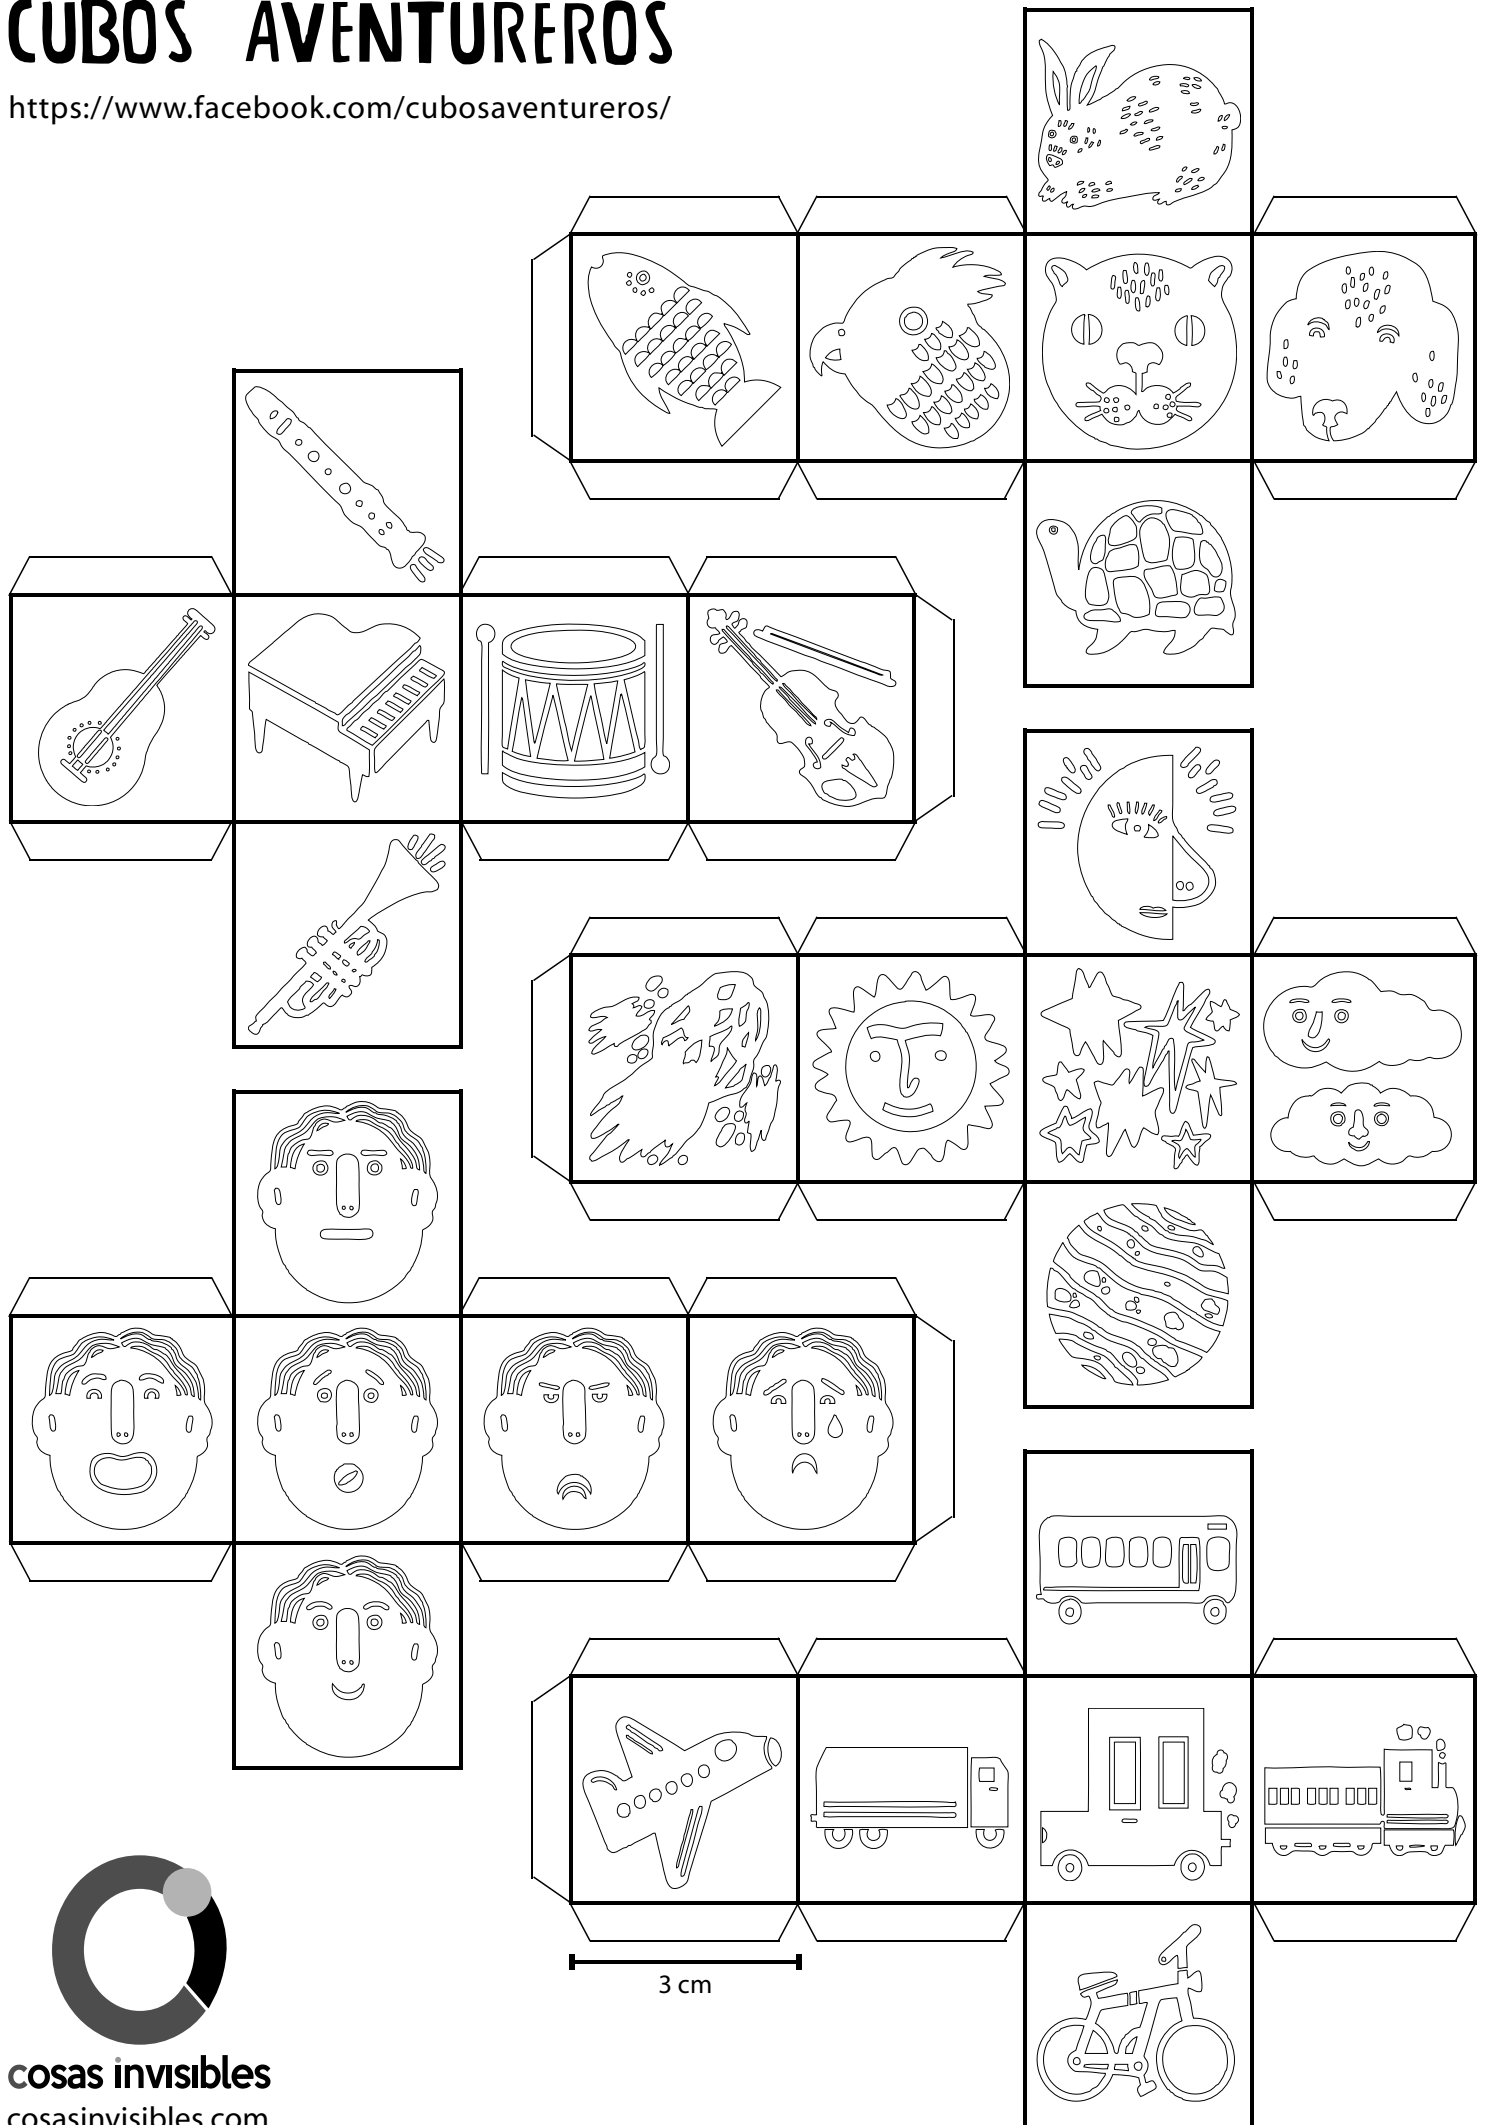 CUBOS AVENTUREROS
https://www.facebook.com/cubosaventureros/
3 cm
cosas invisibles
cosasinvisibles.com